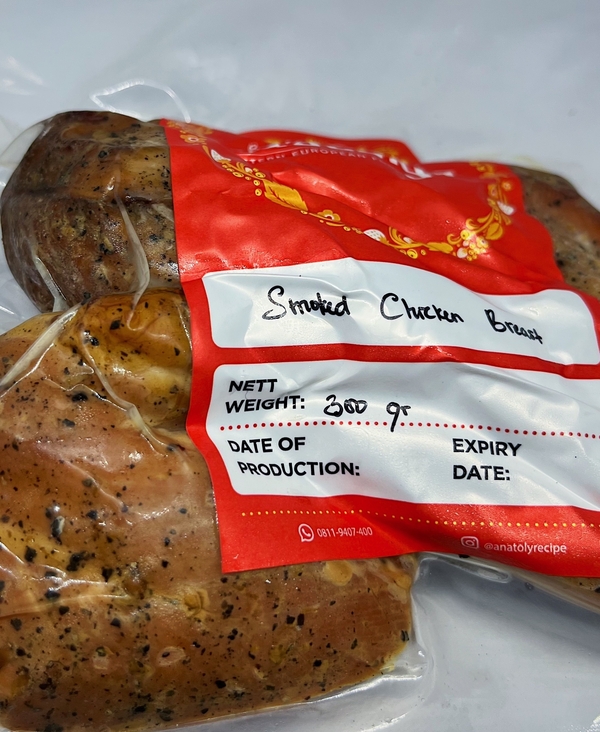 Smoked Chicken Breast
NETT
WEIGHT: 300 gr
DATE OF
PRODUCTION:
EXPIRY
DATE:
0811-9407-400
@anatolyrecipe